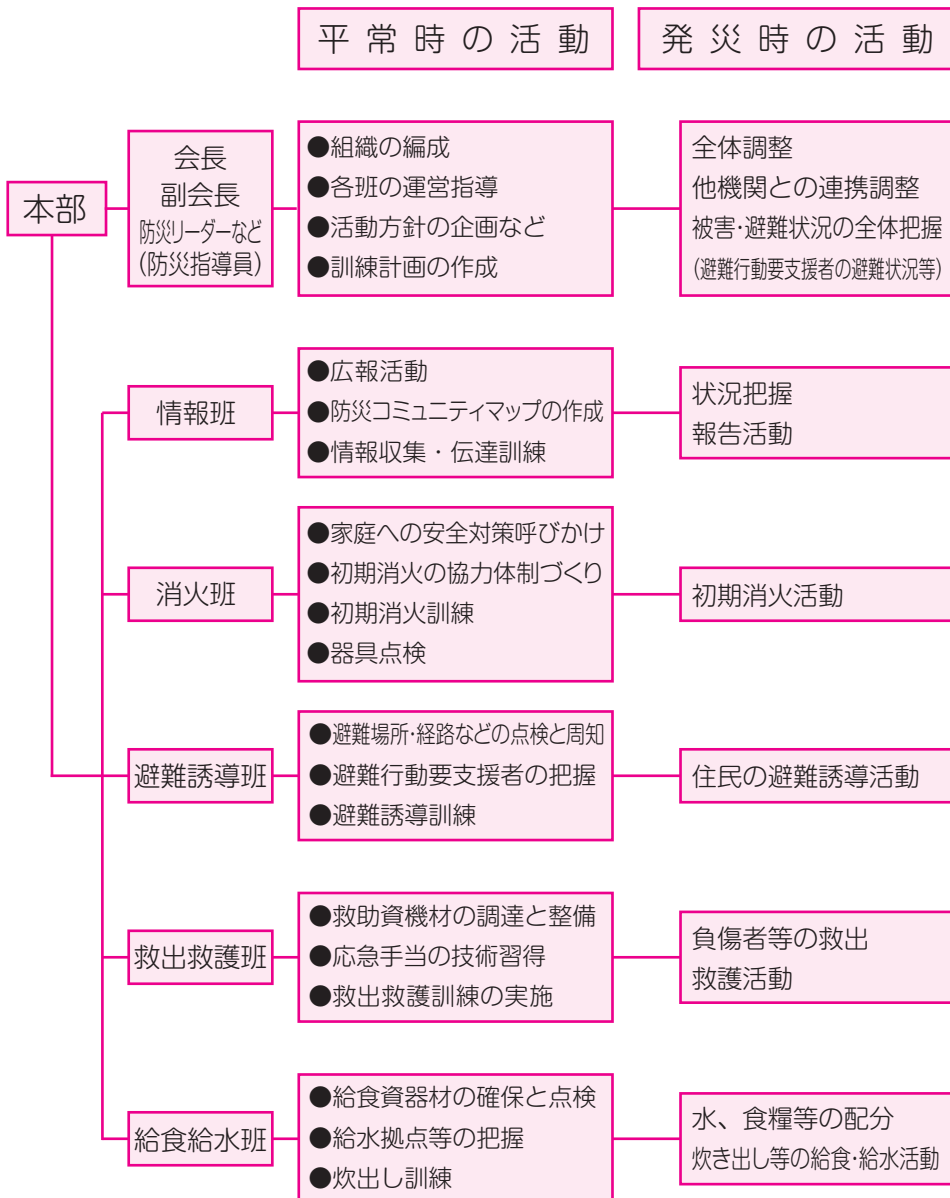 平常時の活動
発災時の活動
本部
会長
副会長
防災リーダーなど
(防災指導員)
●組織の編成
●各班の運営指導
●活動方針の企画など
●訓練計画の作成
全体調整
他機関との連携調整
被害・避難状況の全体把握
(避難行動要支援者の避難状況等)
情報班
●広報活動
●防災コミュニティマップの作成
●情報収集・伝達訓練
状況把握
報告活動
消火班
●家庭への安全対策呼びかけ
●初期消火の協力体制づくり
●初期消火訓練
●器具点検
初期消火活動
避難誘導班
●避難場所・経路などの点検と周知
●避難行動要支援者の把握
●避難誘導訓練
住民の避難誘導活動
救出救護班
●救助資機材の調達と整備
●応急手当の技術習得
●救出救護訓練の実施
負傷者等の救出
救護活動
給食給水班
●給食資器材の確保と点検
●給水拠点等の把握
●炊出し訓練
水、食糧等の配分
炊き出し等の給食・給水活動